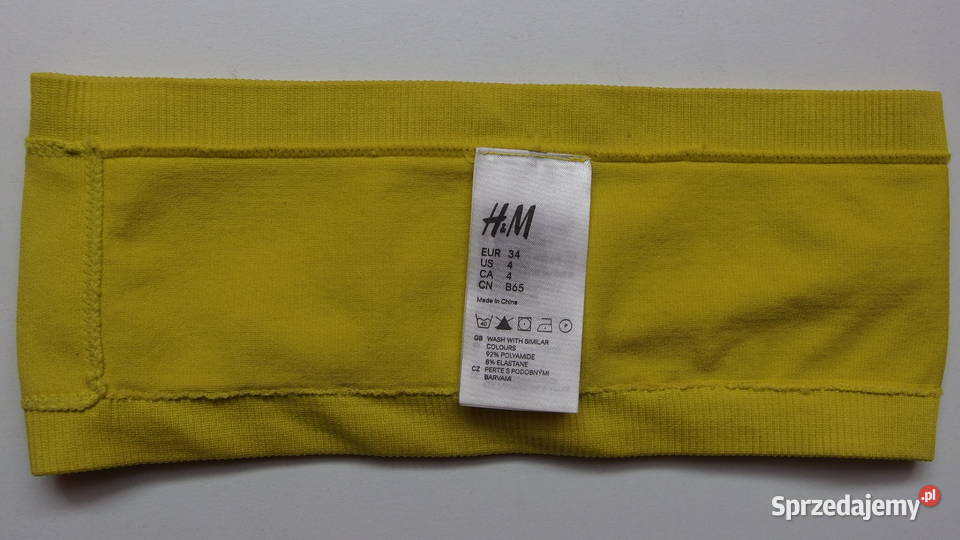 H&M
EUR 34
US 4
CA 4
CN B65
Made in China
40
GB WASH WITH SIMILAR
COLOURS
92% POLYAMIDE
8% ELASTANE
CZ PERTE S PODOBNÝMI
BARVAMI
Sprzedajemy.pl